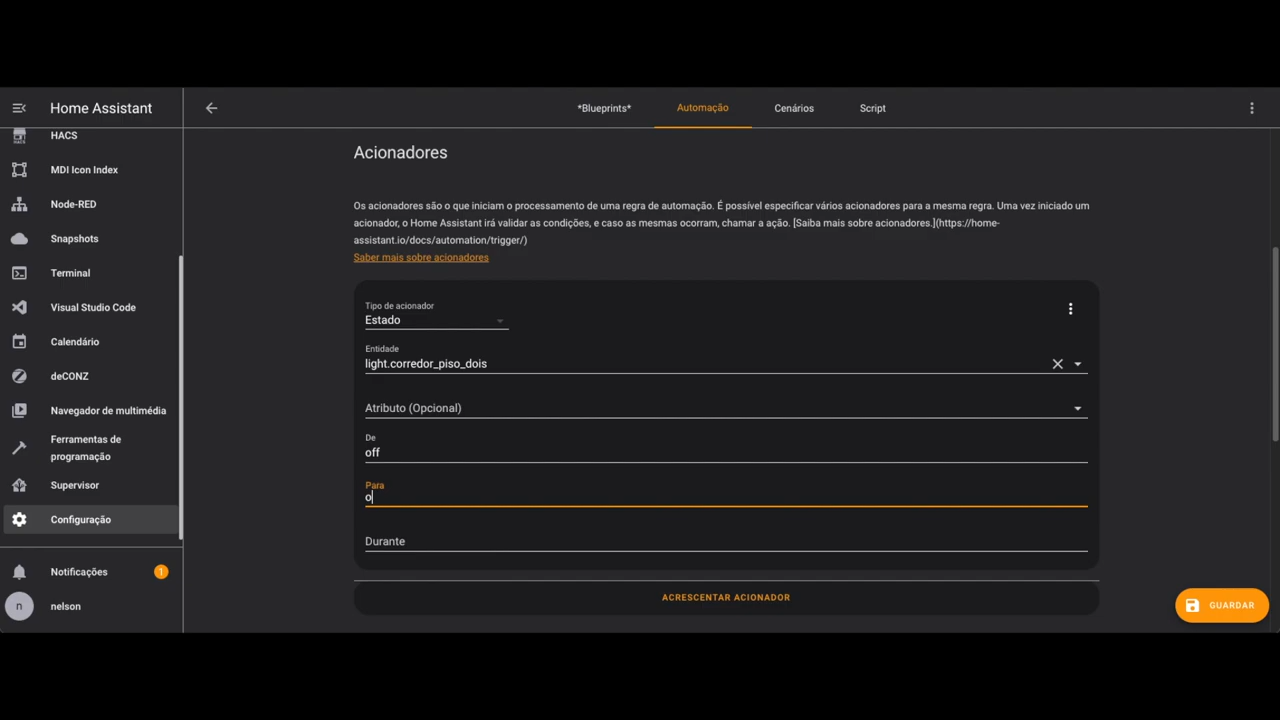 Home Assistant
*Blueprints*
Automação
Cenários
Script
HACS
MDI Icon Index
Node-RED
Snapshots
Terminal
Visual Studio Code
Calendário
deCONZ
Navegador de multimédia
Ferramentas de
programação
Supervisor
Configuração
Notificações
1
n
nelson
Acionadores
Os acionadores são o que iniciam o processamento de uma regra de automação. É possível especificar vários acionadores para a mesma regra. Uma vez iniciado um
acionador, o Home Assistant irá validar as condições, e caso as mesmas ocorram, chamar a ação. [Saiba mais sobre acionadores.](https://home-
assistant.io/docs/automation/trigger/)
Saber mais sobre acionadores
Tipo de acionador
Estado
Entidade
light.corredor_piso_dois
Atributo (Opcional)
De
off
Para
o
Durante
ACRESCENTAR ACIONADOR
GUARDAR